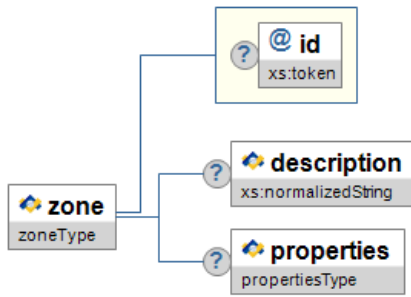 @ id
?
xs:token
? description
xs:normalizedString
zone
zoneType
? properties
propertiesType